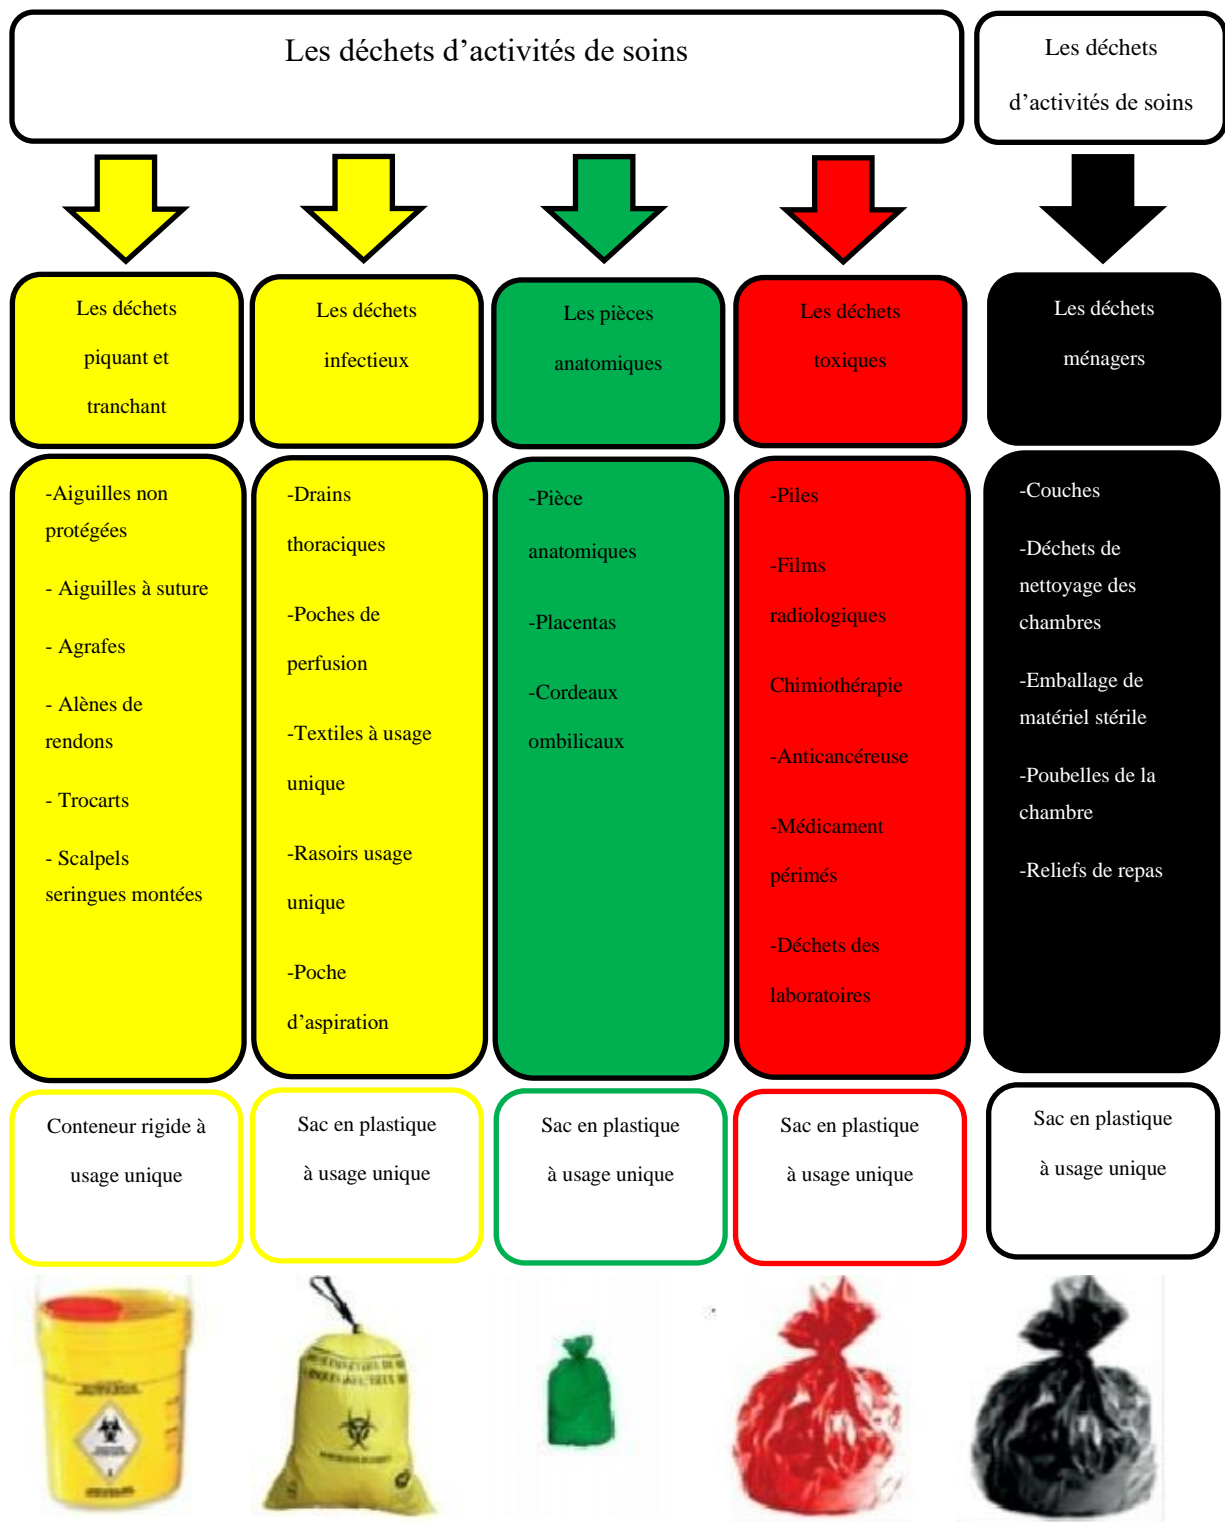 Les déchets d’activités de soins
Les déchets
d’activités de soins
Les déchets
piquant et
tranchant
Les déchets
infectieux
Les pièces
anatomiques
Les déchets
toxiques
Les déchets
ménagers
-Aiguilles non
protégées
- Aiguilles à suture
- Agrafes
- Alènes de
rendons
- Trocarts
- Scalpels
seringues montées
-Drains
thoraciques
-Poches de
perfusion
-Textiles à usage
unique
-Rasoirs usage
unique
-Poche
d’aspiration
-Pièce
anatomiques
-Placentas
-Cordeaux
ombilicaux
-Piles
-Films
radiologiques
Chimiothérapie
-Anticancéreuse
-Médicament
périmés
-Déchets des
laboratoires
-Couches
-Déchets de
nettoyage des
chambres
-Emballage de
matériel stérile
-Poubelles de la
chambre
-Reliefs de repas
Conteneur rigide à
usage unique
Sac en plastique
à usage unique
Sac en plastique
à usage unique
Sac en plastique
à usage unique
Sac en plastique
à usage unique